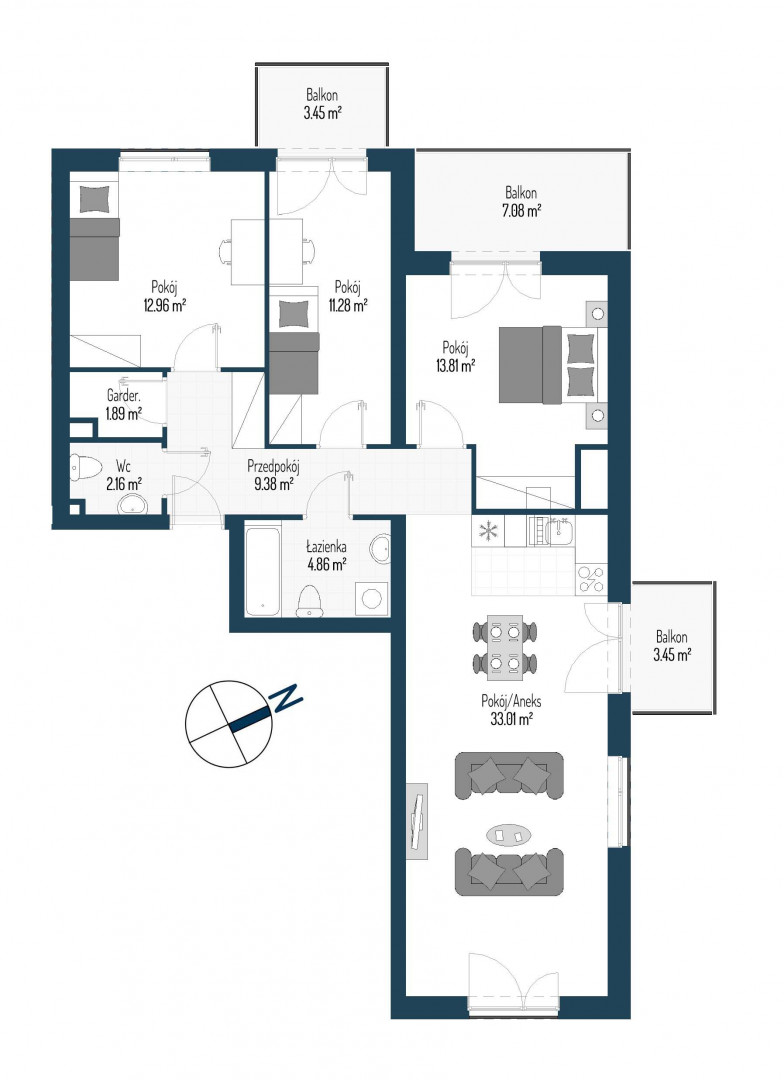 Balkon
3.45 m²
Balkon
7.08 m²
Pokój
12.96 m²
Pokój
11.28 m²
Pokój
13.81 m²
Garder.
1.89 m²
Wc
2.16 m²
Przedpokój
9.38 m²
Łazienka
4.86 m²
Balkon
3.45 m²
Pokój/Aneks
33.01 m²
N